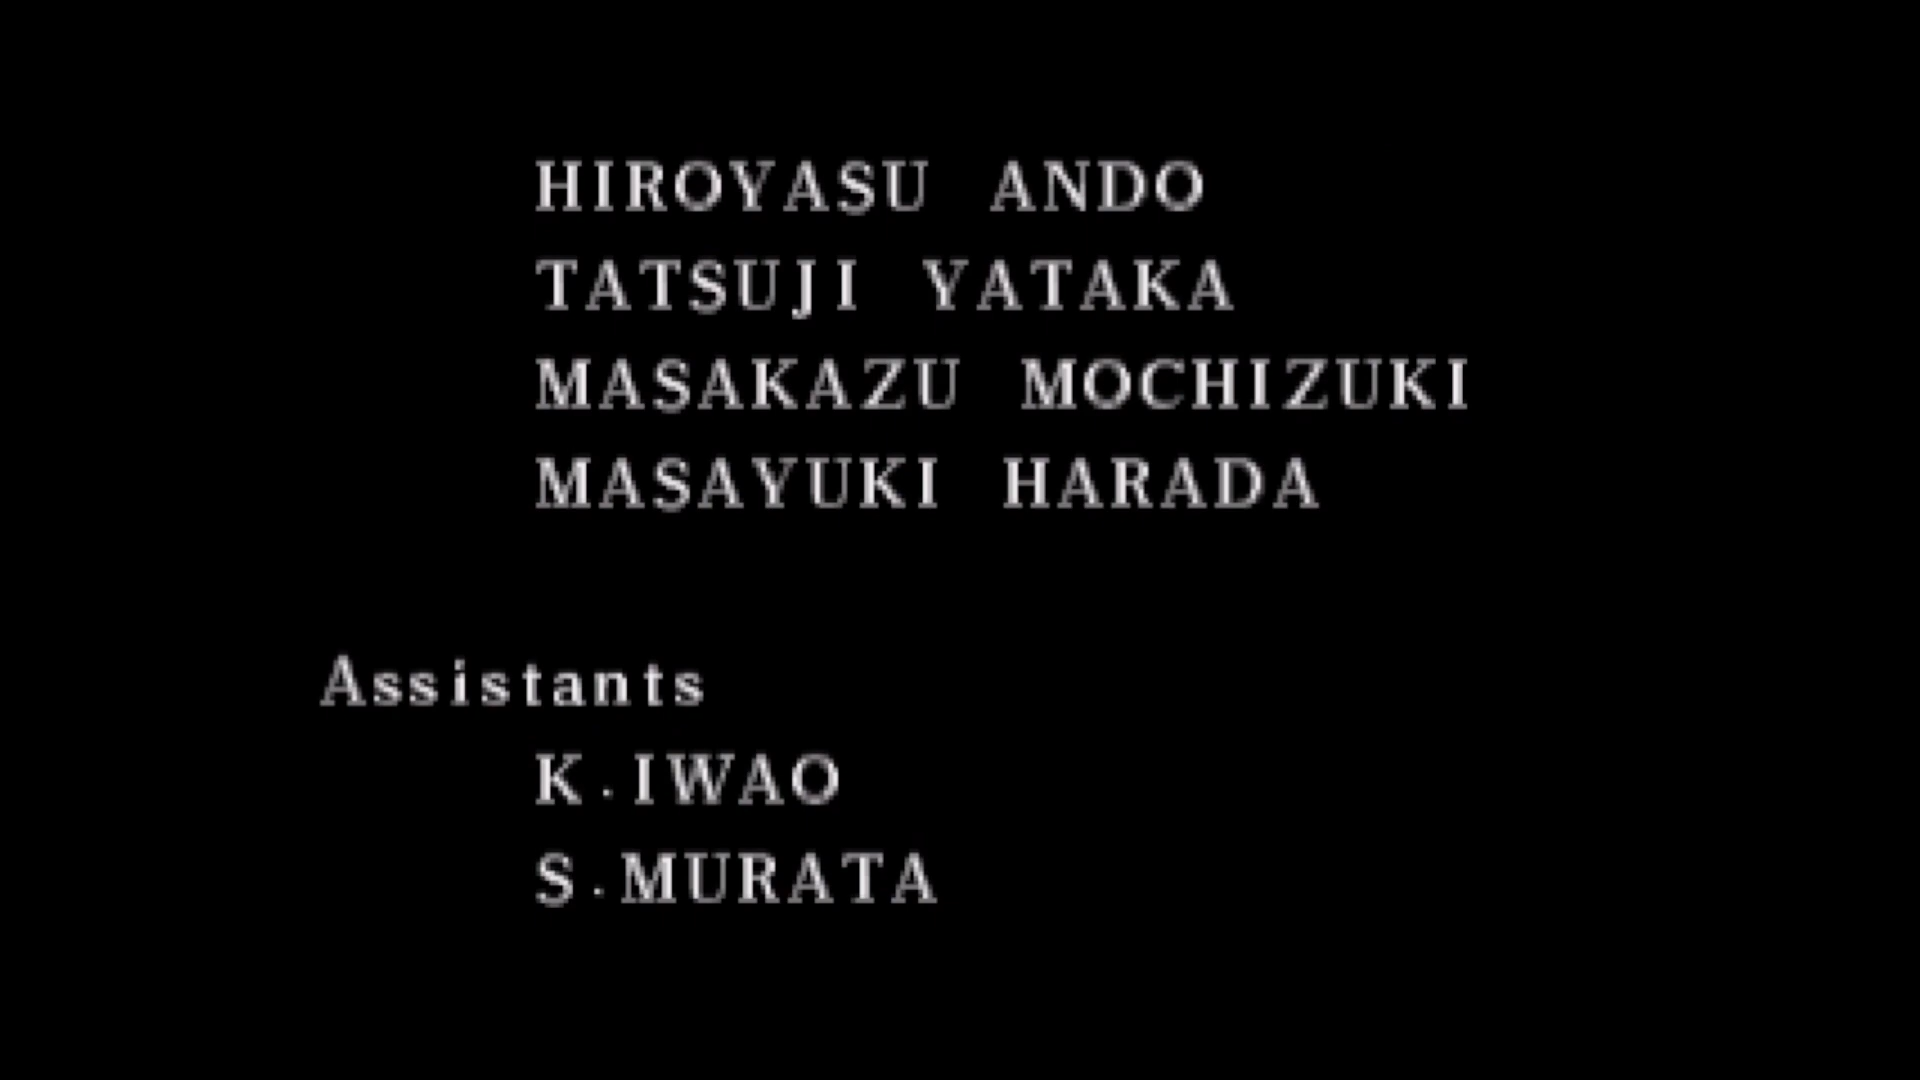 HIROYASU ANDO
TATSUJI YATAKA
MASAKAZU MOCHIZUKI
MASAYUKI HARADA
Assistants
K.IWAO
S.MURATA